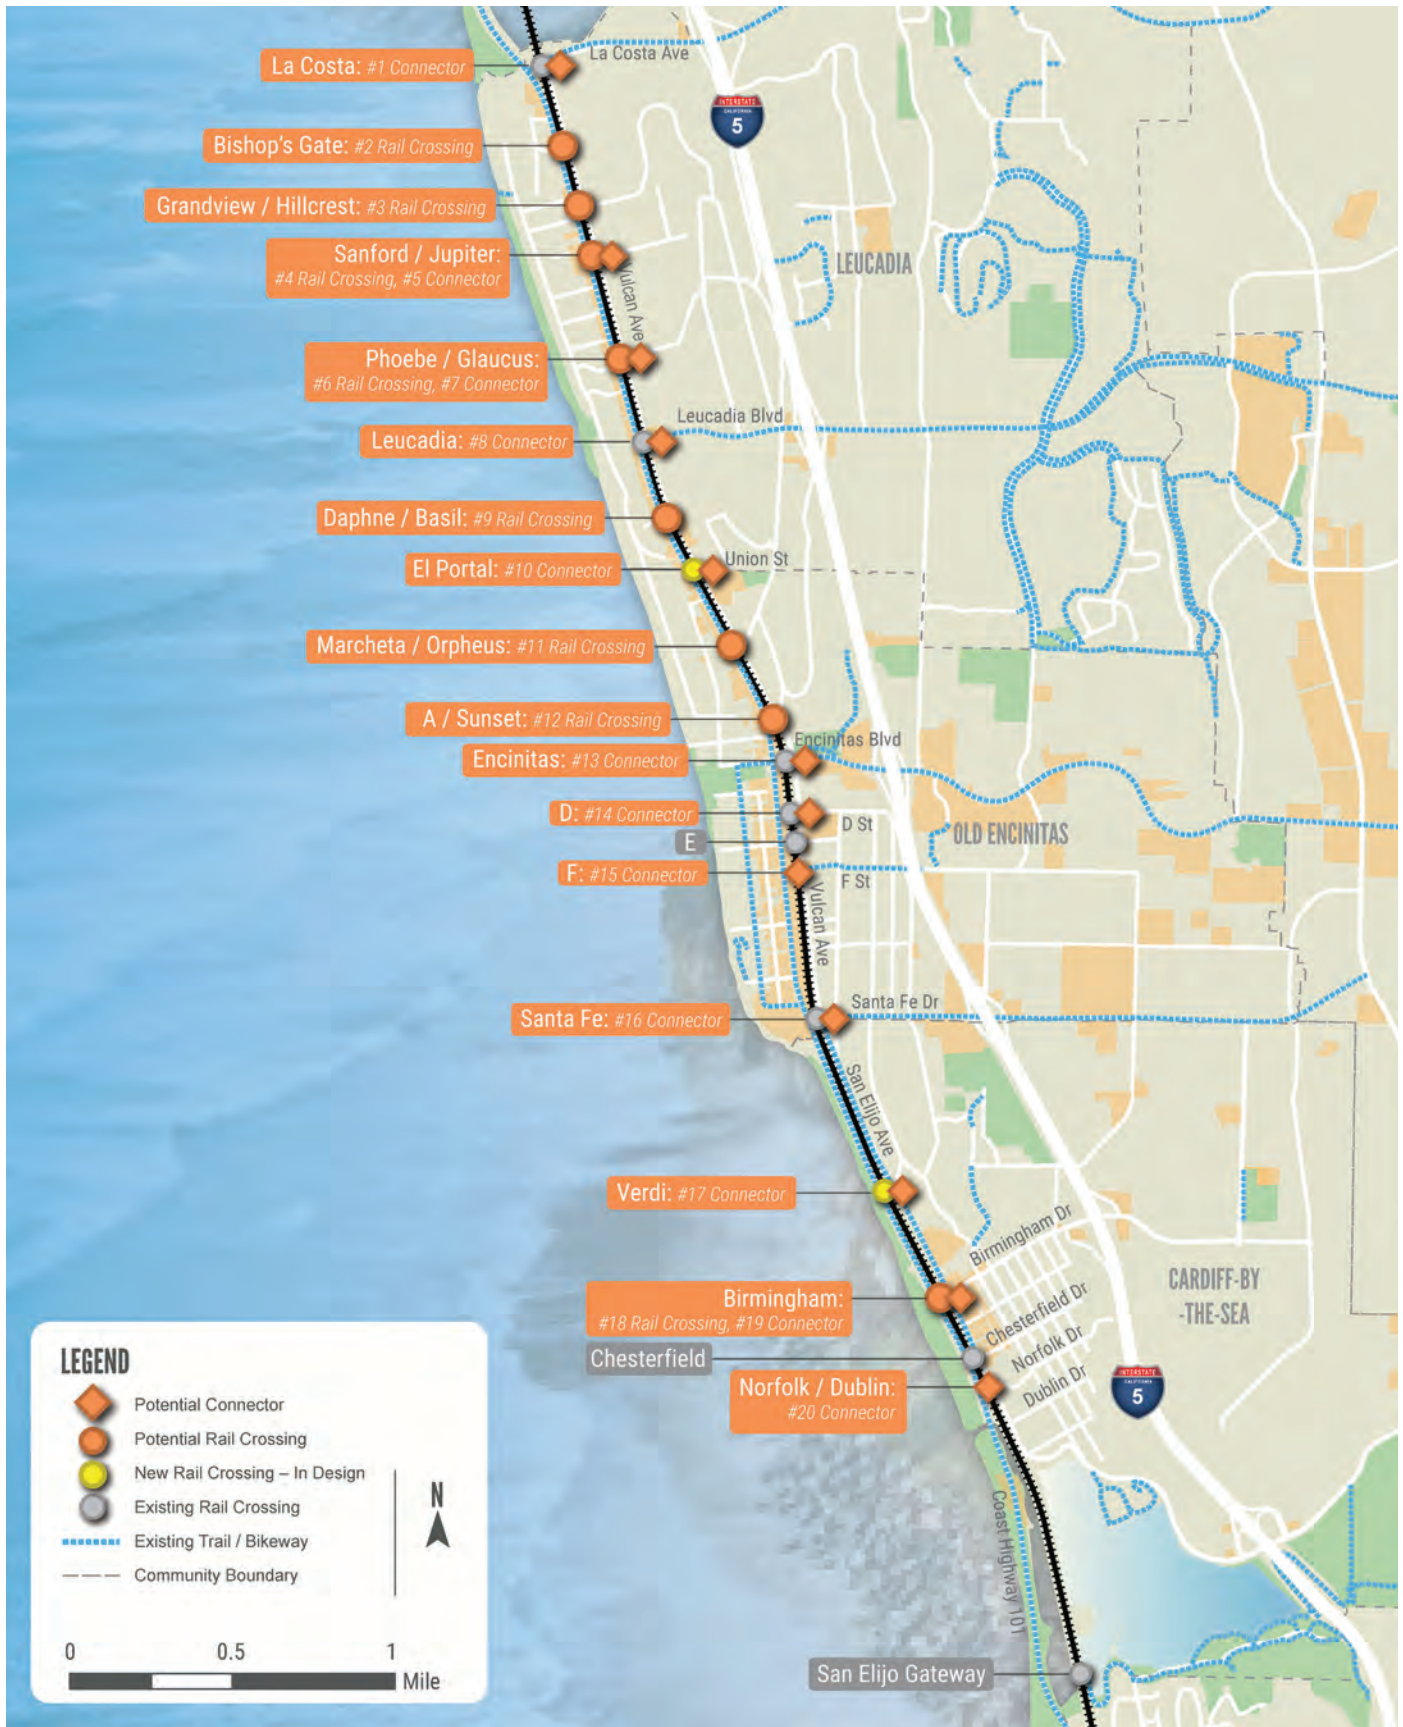 La Costa: #1 Connector
La Costa Ave
INTERSTATE
CALIFORNIA
5
Bishop's Gate: #2 Rail Crossing
Grandview / Hillcrest: #3 Rail Crossing
Sanford / Jupiter:
#4 Rail Crossing, #5 Connector
LEUCADIA
Vulcan Ave
Phoebe / Glaucus:
#6 Rail Crossing, #7 Connector
Leucadia Blvd
Leucadia: #8 Connector
Daphne / Basil: #9 Rail Crossing
El Portal: #10 Connector
Union St
Marcheta / Orpheus: #11 Rail Crossing
A / Sunset: #12 Rail Crossing
Encinitas Blvd
Encinitas: #13 Connector
D: #14 Connector
D St
OLD ENCINITAS
E
F: #15 Connector
F St
Vulcan Ave
Santa Fe Dr
Santa Fe: #16 Connector
San Elijo Ave
Verdi: #17 Connector
Birmingham Dr
CARDIFF-BY
-THE-SEA
Birmingham:
#18 Rail Crossing, #19 Connector
Chesterfield Dr
Chesterfield
Norfolk Dr
Norfolk / Dublin:
#20 Connector
Dublin Dr
INTERSTATE
CALIFORNIA
5
Coast Highway 101
San Elijo Gateway
LEGEND
Potential Connector
Potential Rail Crossing
New Rail Crossing – In Design
Existing Rail Crossing
Existing Trail / Bikeway
Community Boundary
N
0 0.5 1
Mile